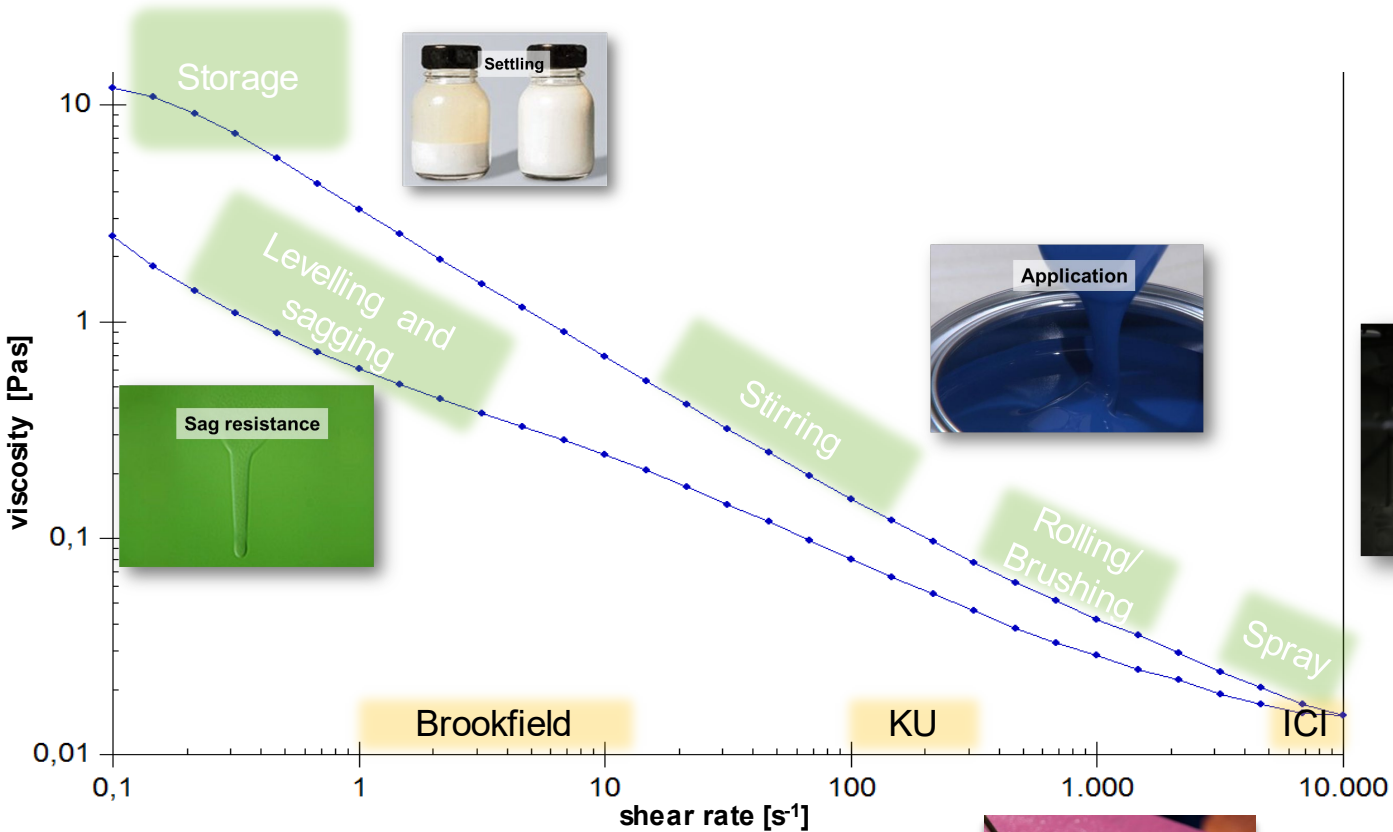 Storage
Settling
10
Levelling and
sagging
Application
1
viscosity [Pas]
Stirring
Sag resistance
0,1
Rolling/
Brushing
Spray
Brookfield
KU
ICI
0,01
0,1
1
10
100
1.000
10.000
shear rate [s⁻¹]